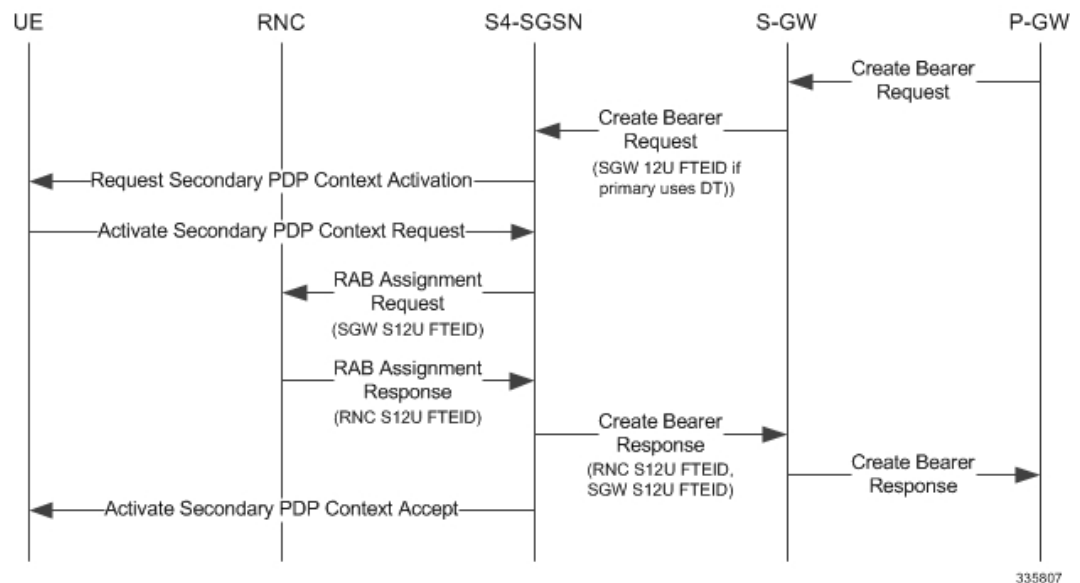 UE RNC S4-SGSN S-GW P-GW
Create Bearer
Request
Create Bearer
Request
(SGW 12U FTEID if
primary uses DT))
Request Secondary PDP Context Activation
Activate Secondary PDP Context Request
RAB Assignment
Request
(SGW S12U FTEID)
RAB Assignment
Response
(RNC S12U FTEID)
Create Bearer
Response
(RNC S12U FTEID,
SGW S12U FTEID)
Create Bearer
Response
Activate Secondary PDP Context Accept
335807